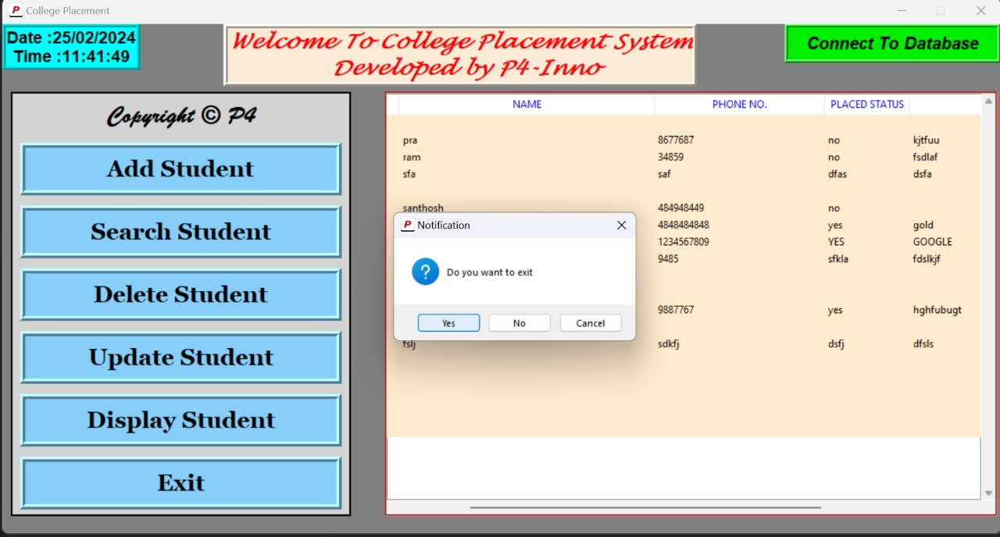 P College Placement
Date :25/02/2024
Time :11:41:49
Welcome To College Placement System
Developed by P4-Inno
Connect To Database
Copyright © P4
Add Student
Search Student
Delete Student
Update Student
Display Student
Exit
NAME PHONE NO. PLACED STATUS
pra 8677687 no kjtfuu
ram 34859 no fsdlaf
sfa saf dfas dsfa
santhosh 484948449 no
4848484848 yes gold
1234567809 YES GOOGLE
9485 sfkla fdslkjf
9887767 yes hghfubugt
fslj sdkfj dsfj dfsls
P Notification
? Do you want to exit
Yes No Cancel